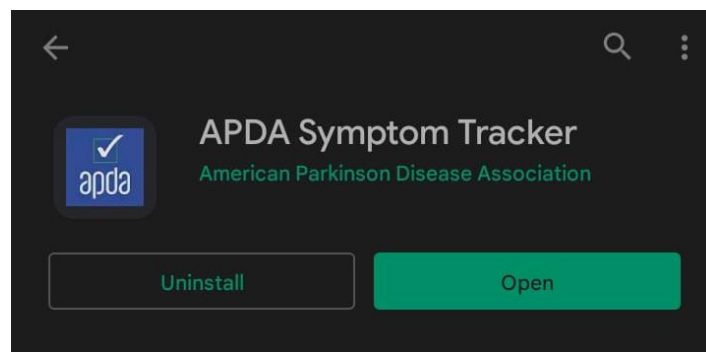 APDA Symptom Tracker
apda
American Parkinson Disease Association
Uninstall
Open